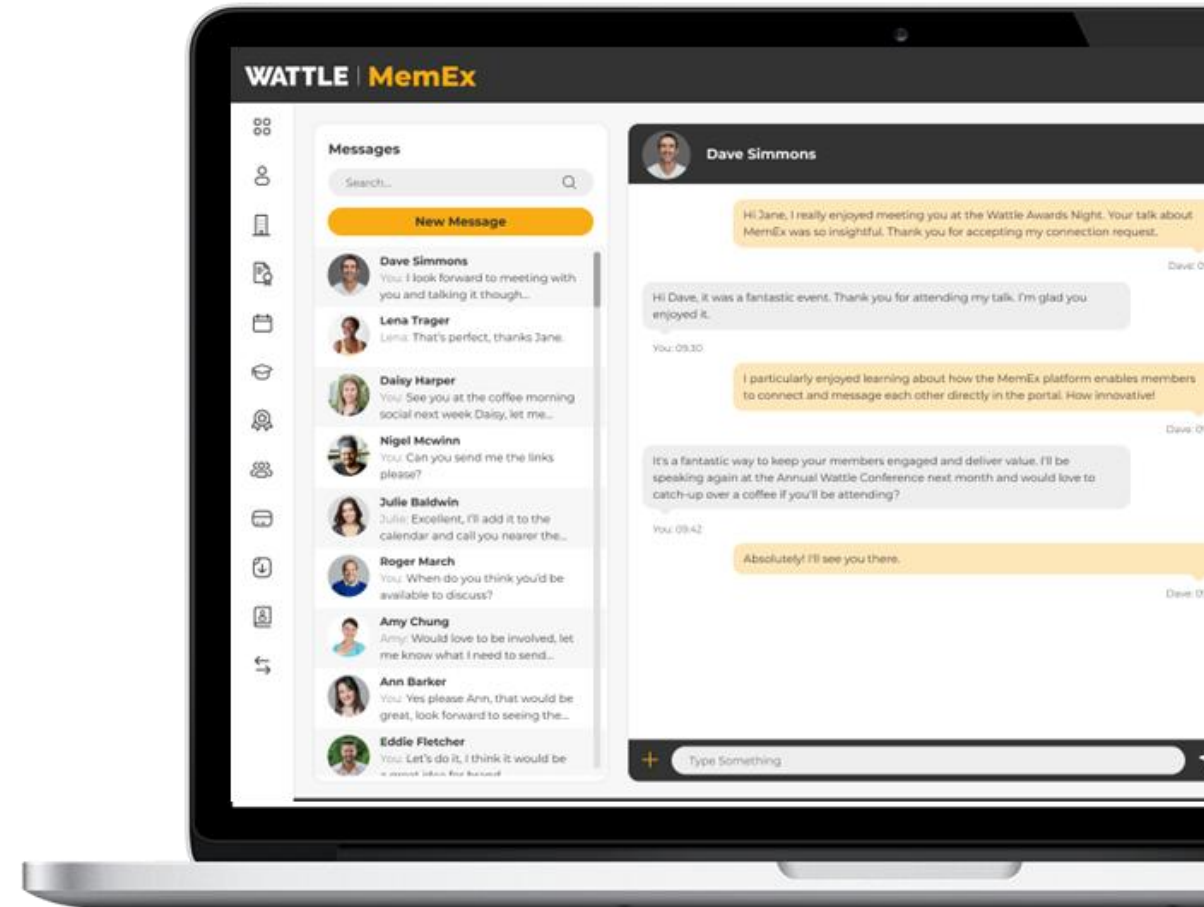 WATTLE | MemEx
Messages
Search...
New Message
Dave Simmons
You: I look forward to meeting with
you and talking it though...
Lena Trager
Lena: That's perfect, thanks Jane.
Daisy Harper
You: See you at the coffee morning
social next week Daisy, let me...
Nigel Mcwinn
You: Can you send me the links
please?
Julie Baldwin
Julie: Excellent, I'll add it to the
calendar and call you nearer the...
Roger March
You: When do you think you'd be
available to discuss?
Amy Chung
Amy: Would love to be involved, let
me know what I need to send...
Ann Barker
You: Yes please Ann, that would be
great, look forward to seeing the...
Eddie Fletcher
You: Let's do it, I think it would be
a great idea for brand
Dave Simmons
Hi Jane, I really enjoyed meeting you at the Wattle Awards Night. Your talk about
MemEx was so insightful. Thank you for accepting my connection request.
Dave: 0
Hi Dave, it was a fantastic event. Thank you for attending my talk. I'm glad you
enjoyed it.
You: 09:30
I particularly enjoyed learning about how the MemEx platform enables members
to connect and message each other directly in the portal. How innovative!
Dave: 0
It's a fantastic way to keep your members engaged and deliver value. I'll be
speaking again at the Annual Wattle Conference next month and would love to
catch-up over a coffee if you'll be attending?
You: 09:42
Absolutely! I'll see you there.
Dave: 0
Type Something